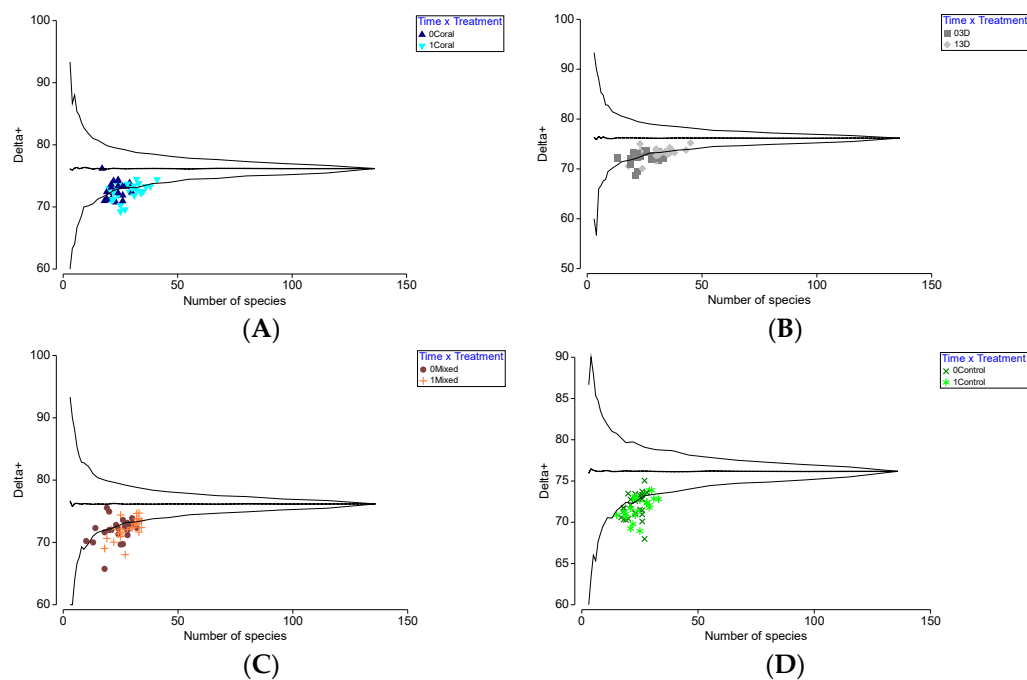 100
90
80
70
60
Delta+
0
50
100
150
Number of species
Time x Treatment
0Coral
1Coral
(A)
100
90
80
70
60
50
Delta+
0
50
100
150
Number of species
Time x Treatment
03D
13D
(B)
100
90
80
70
60
Delta+
0
50
100
150
Number of species
Time x Treatment
0Mixed
1Mixed
(C)
90
85
80
75
70
65
60
Delta+
0
50
100
150
Number of species
Time x Treatment
0Control
1Control
(D)